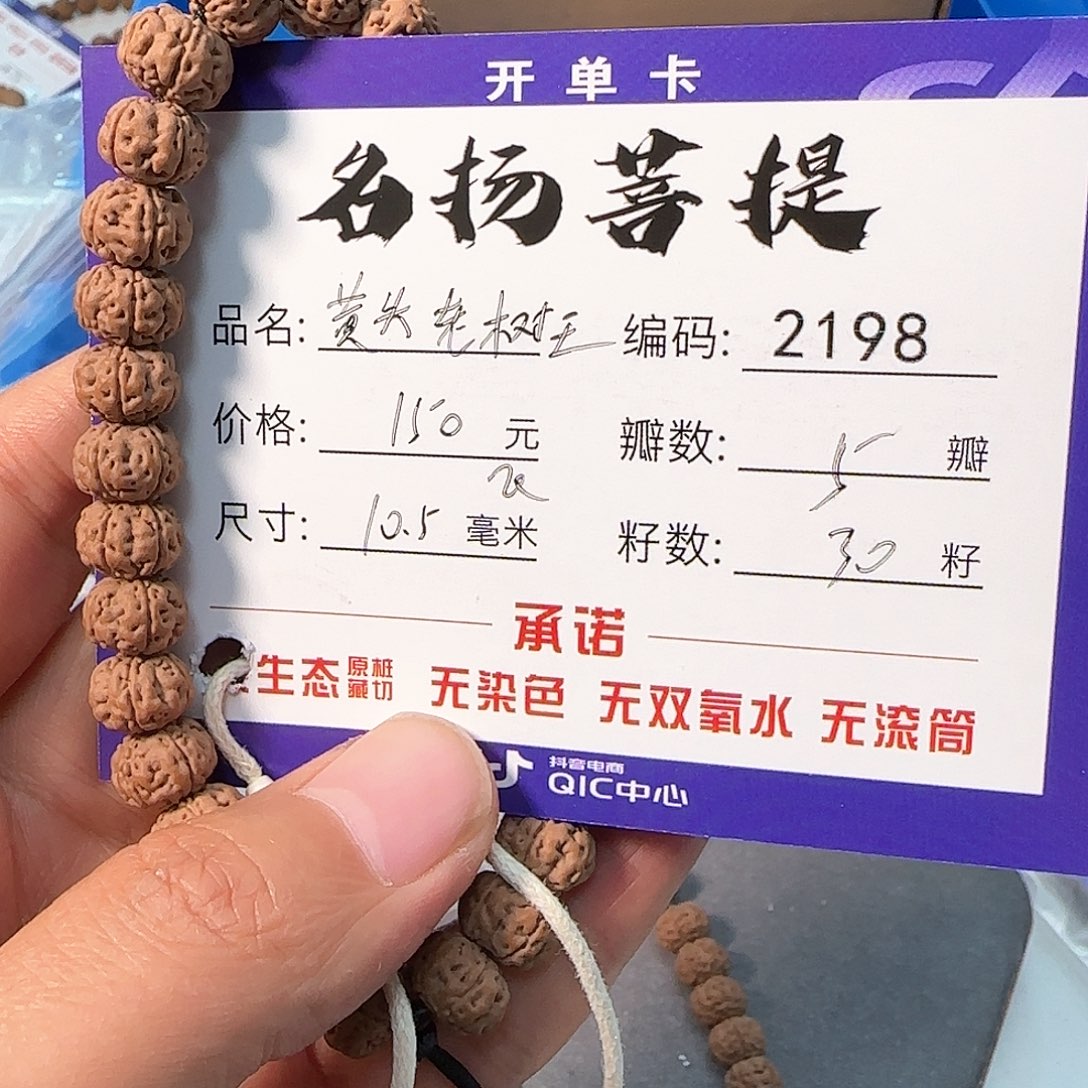 开单卡
名扬菩提
品名: 黄尖老树王 编码: 2198
价格: 150 元 瓣数: 5 瓣
尺寸: 10.5 毫米 籽数: 30 籽
承诺
生态 原桩藏切 无染色 无双氧水 无滚筒
抖音电商
QIC中心